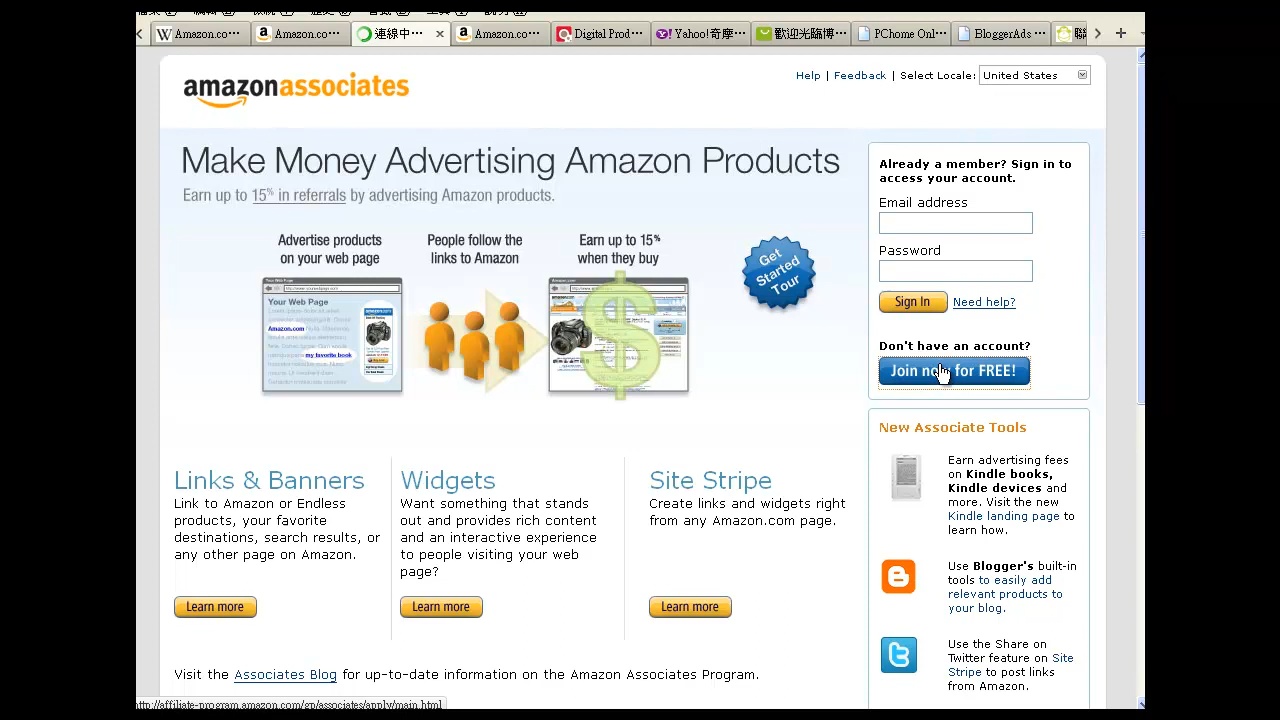 Amazon.co...
Amazon.co...
連線中...
Amazon.co...
Digital Prod...
Yahoo!奇摩...
歡迎光臨博...
PChome Onl...
BloggerAds ...
amazonassociates
Help | Feedback | Select Locale: United States
Make Money Advertising Amazon Products
Earn up to 15% in referrals by advertising Amazon products.
Advertise products
on your web page
People follow the
links to Amazon
Earn up to 15%
when they buy
Get
Started
Tour
Your Web Page
Your Web Page
Amazon.com
my favorite book
Already a member? Sign in to
access your account.
Email address
Password
Sign In Need help?
Don't have an account?
Join now for FREE!
Links & Banners
Link to Amazon or Endless
products, your favorite
destinations, search results, or
any other page on Amazon.
Learn more
Widgets
Want something that stands
out and provides rich content
and an interactive experience
to people visiting your web
page?
Learn more
Site Stripe
Create links and widgets right
from any Amazon.com page.
Learn more
New Associate Tools
Earn advertising fees
on Kindle books,
Kindle devices and
more. Visit the new
Kindle landing page to
learn how.
Use Blogger's built-in
tools to easily add
relevant products to
your blog.
Use the Share on
Twitter feature on Site
Stripe to post links
from Amazon.
Visit the Associates Blog for up-to-date information on the Amazon Associates Program.
http://affiliate-program.amazon.com/gp/associates/apply/main.html